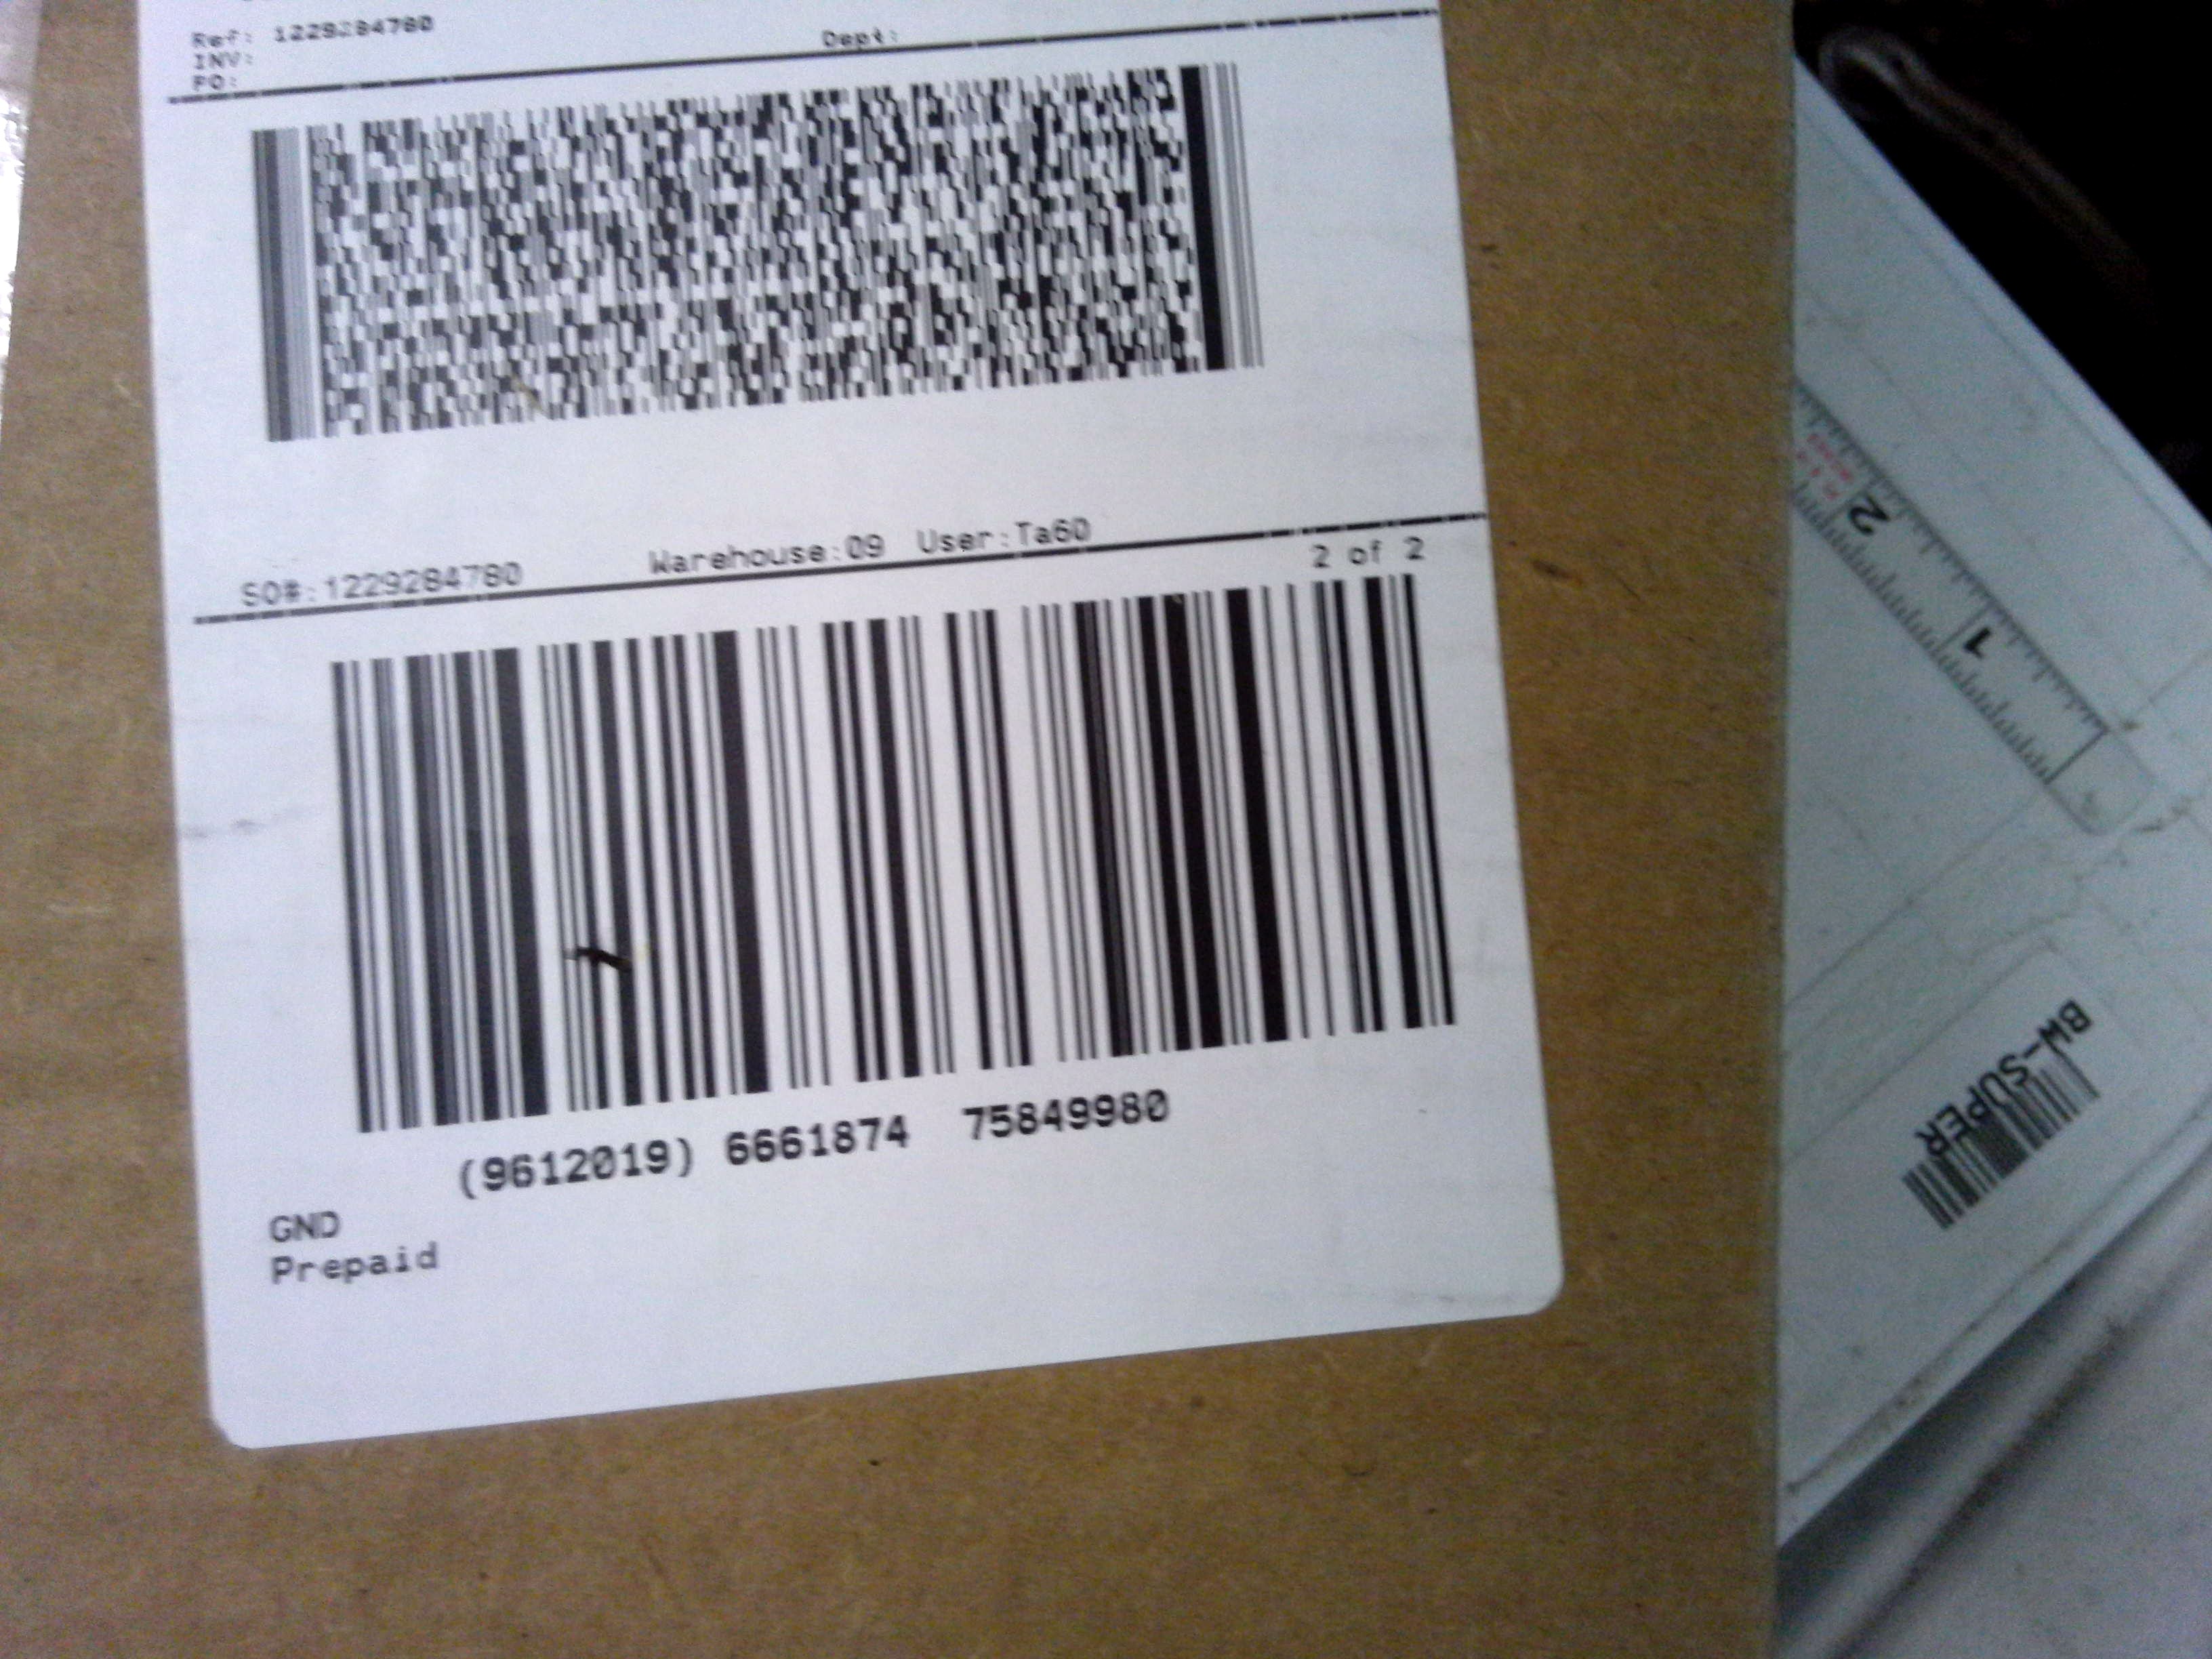 Ref: 1229284780
INV:
PO:
Dept:
SO#:1229284780 Warehouse:09 User:Ta60
2 of 2
(9612019) 6661874 75849980
GND
Prepaid
2
1
BW-SUPER